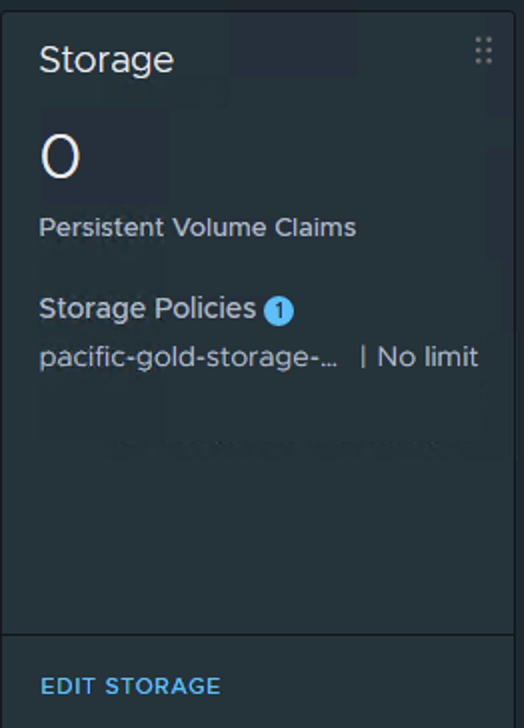 Storage
0
Persistent Volume Claims
Storage Policies 1
pacific-gold-storage-... | No limit
EDIT STORAGE